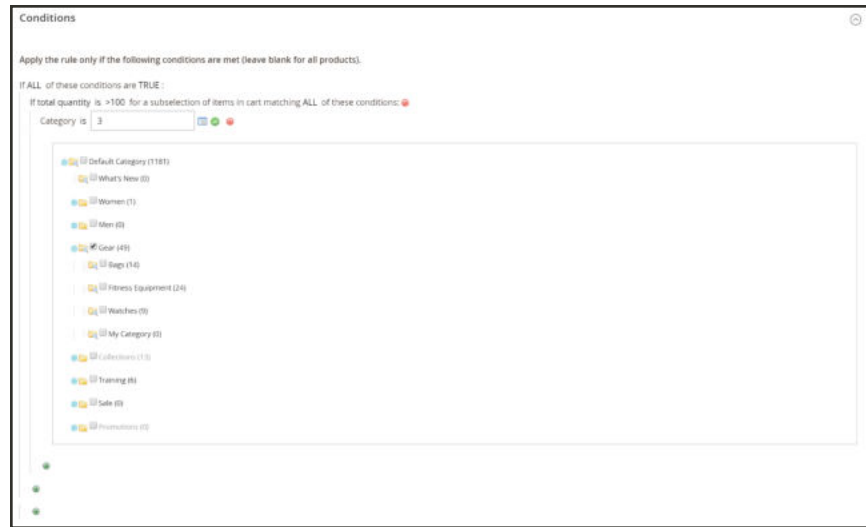 Conditions
Apply the rule only if the following conditions are met (leave blank for all products).
If ALL of these conditions are TRUE :
If total quantity is >100 for a subselection of items in cart matching ALL of these conditions:
Category is 3
Default Category (1181)
What's New (0)
Women (1)
Men (0)
Gear (49)
Bags (14)
Fitness Equipment (24)
Watches (9)
My Category (0)
Collections (13)
Training (6)
Sale (0)
Promotions (0)